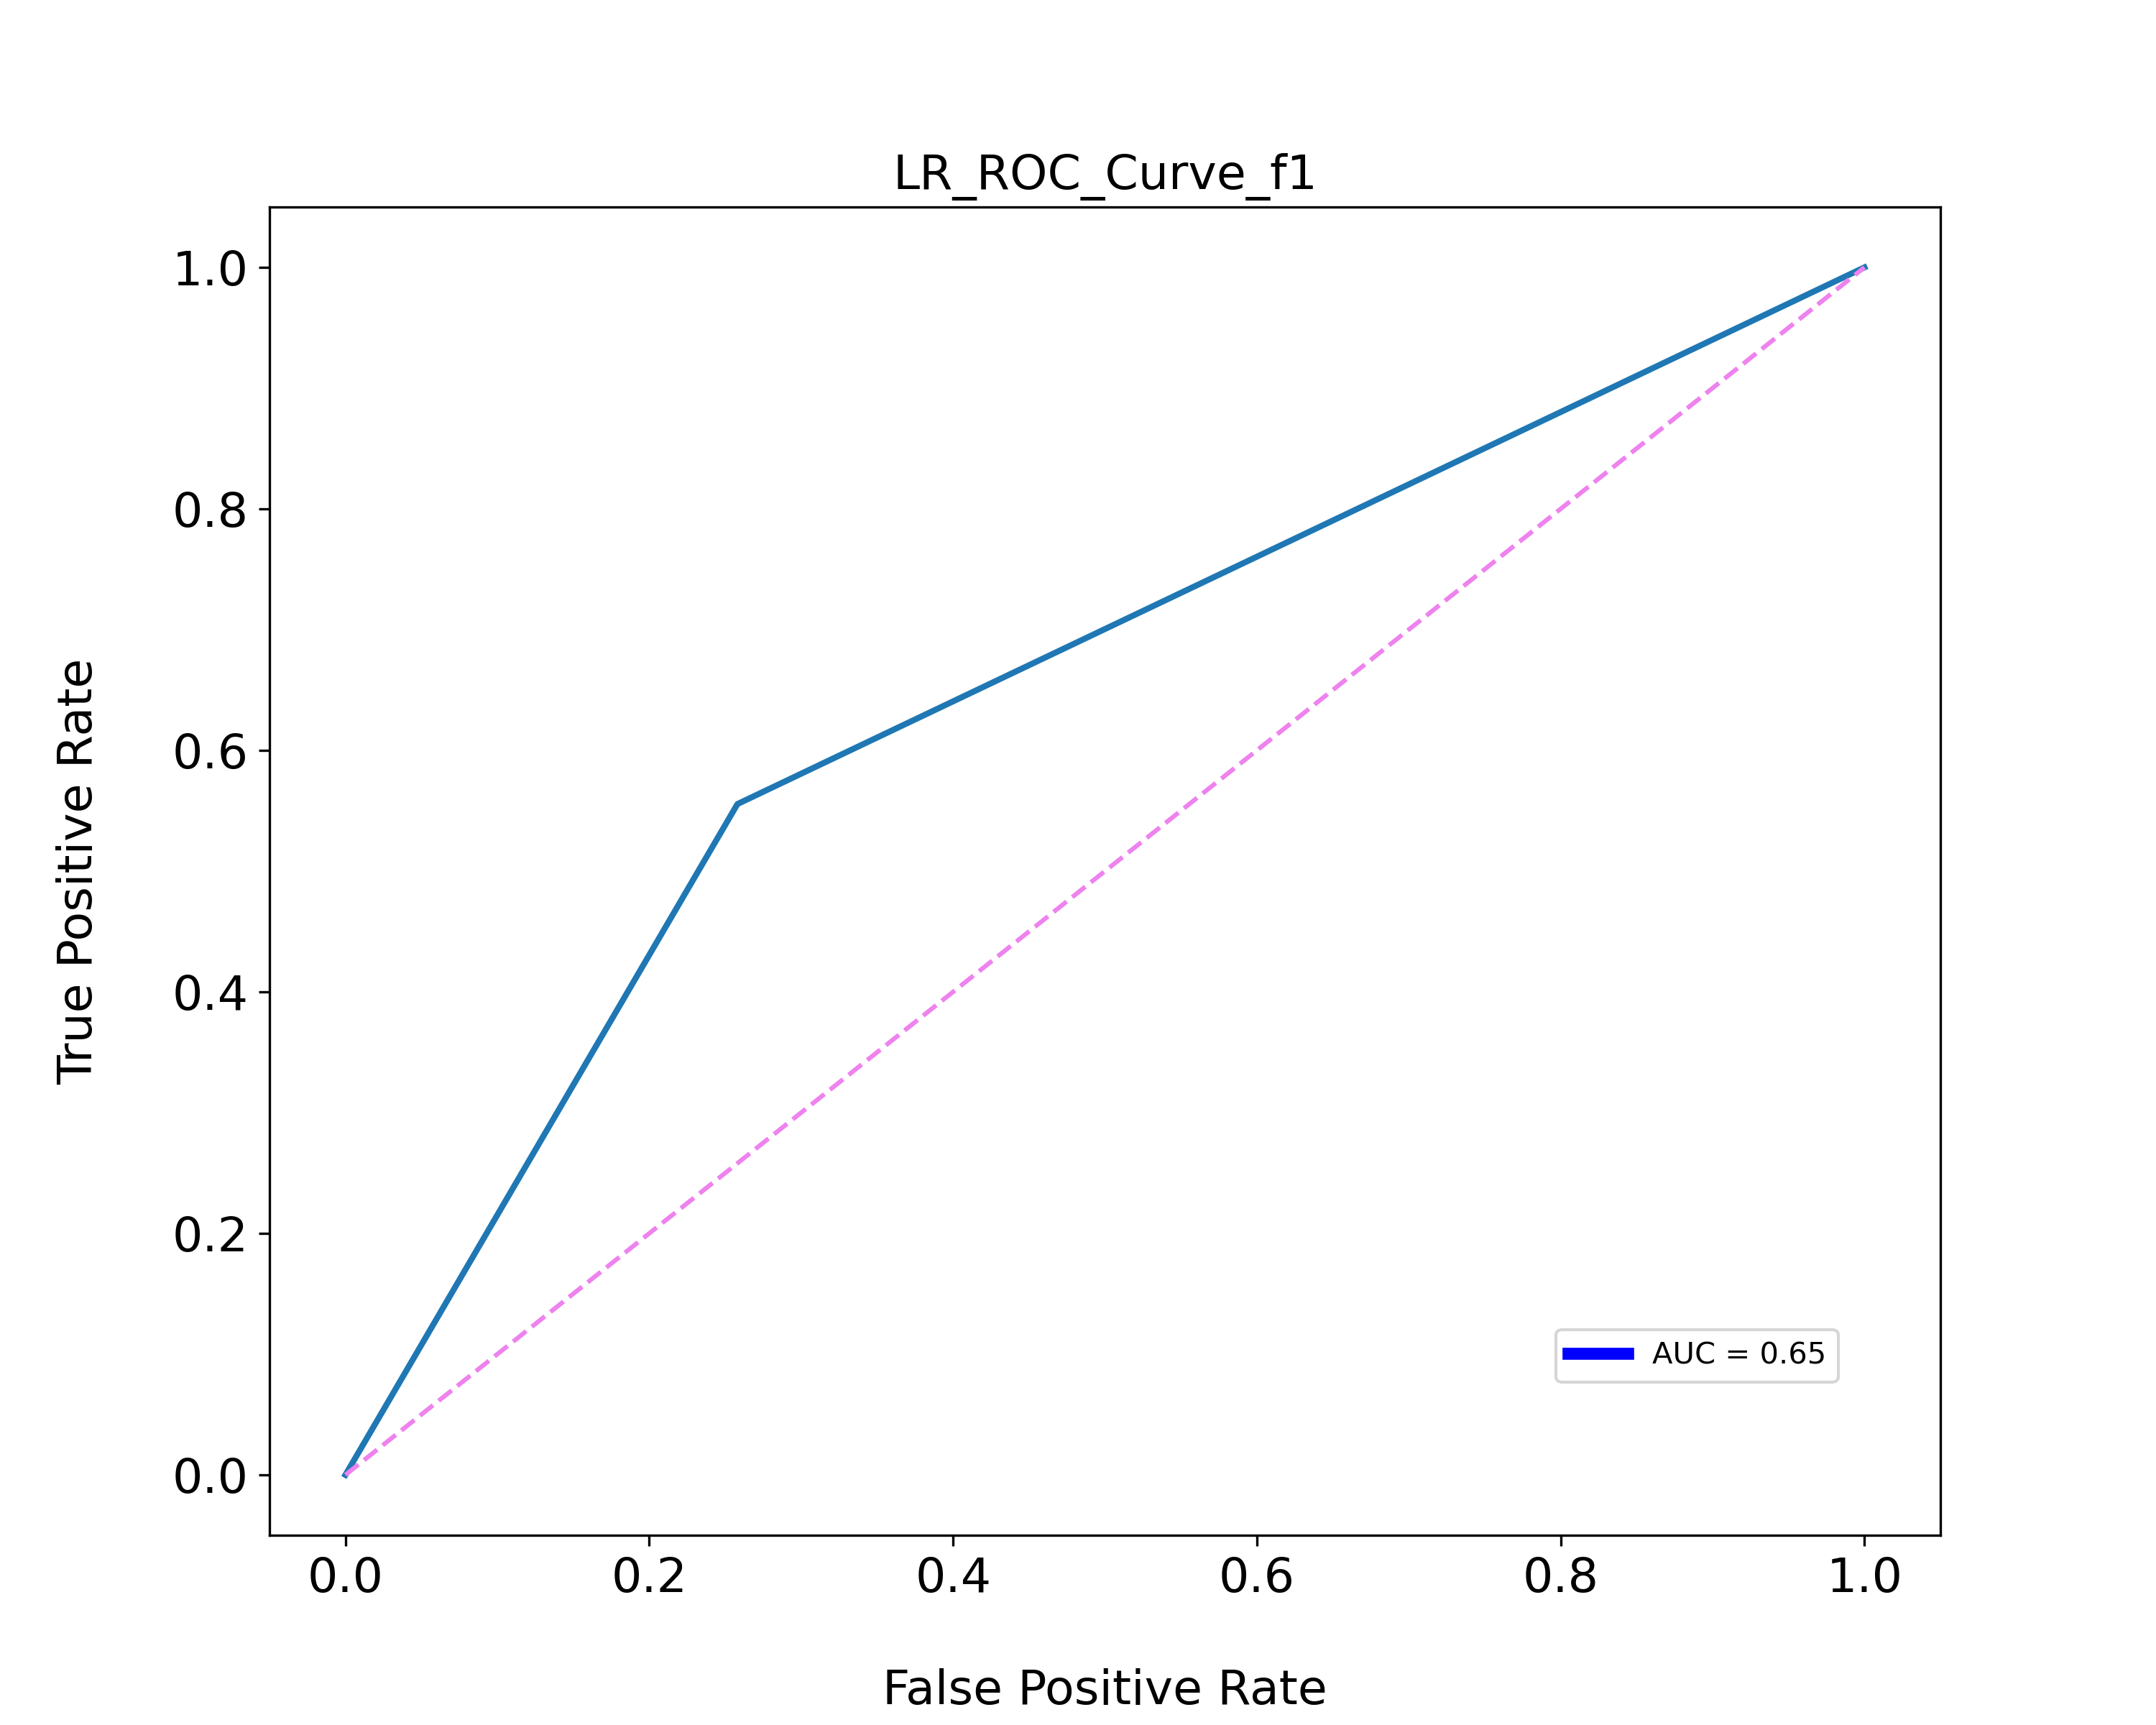 LR_ROC_Curve_f1
True Positive Rate
1.0
0.8
0.6
0.4
0.2
0.0
AUC = 0.65
0.0 0.2 0.4 0.6 0.8 1.0
False Positive Rate